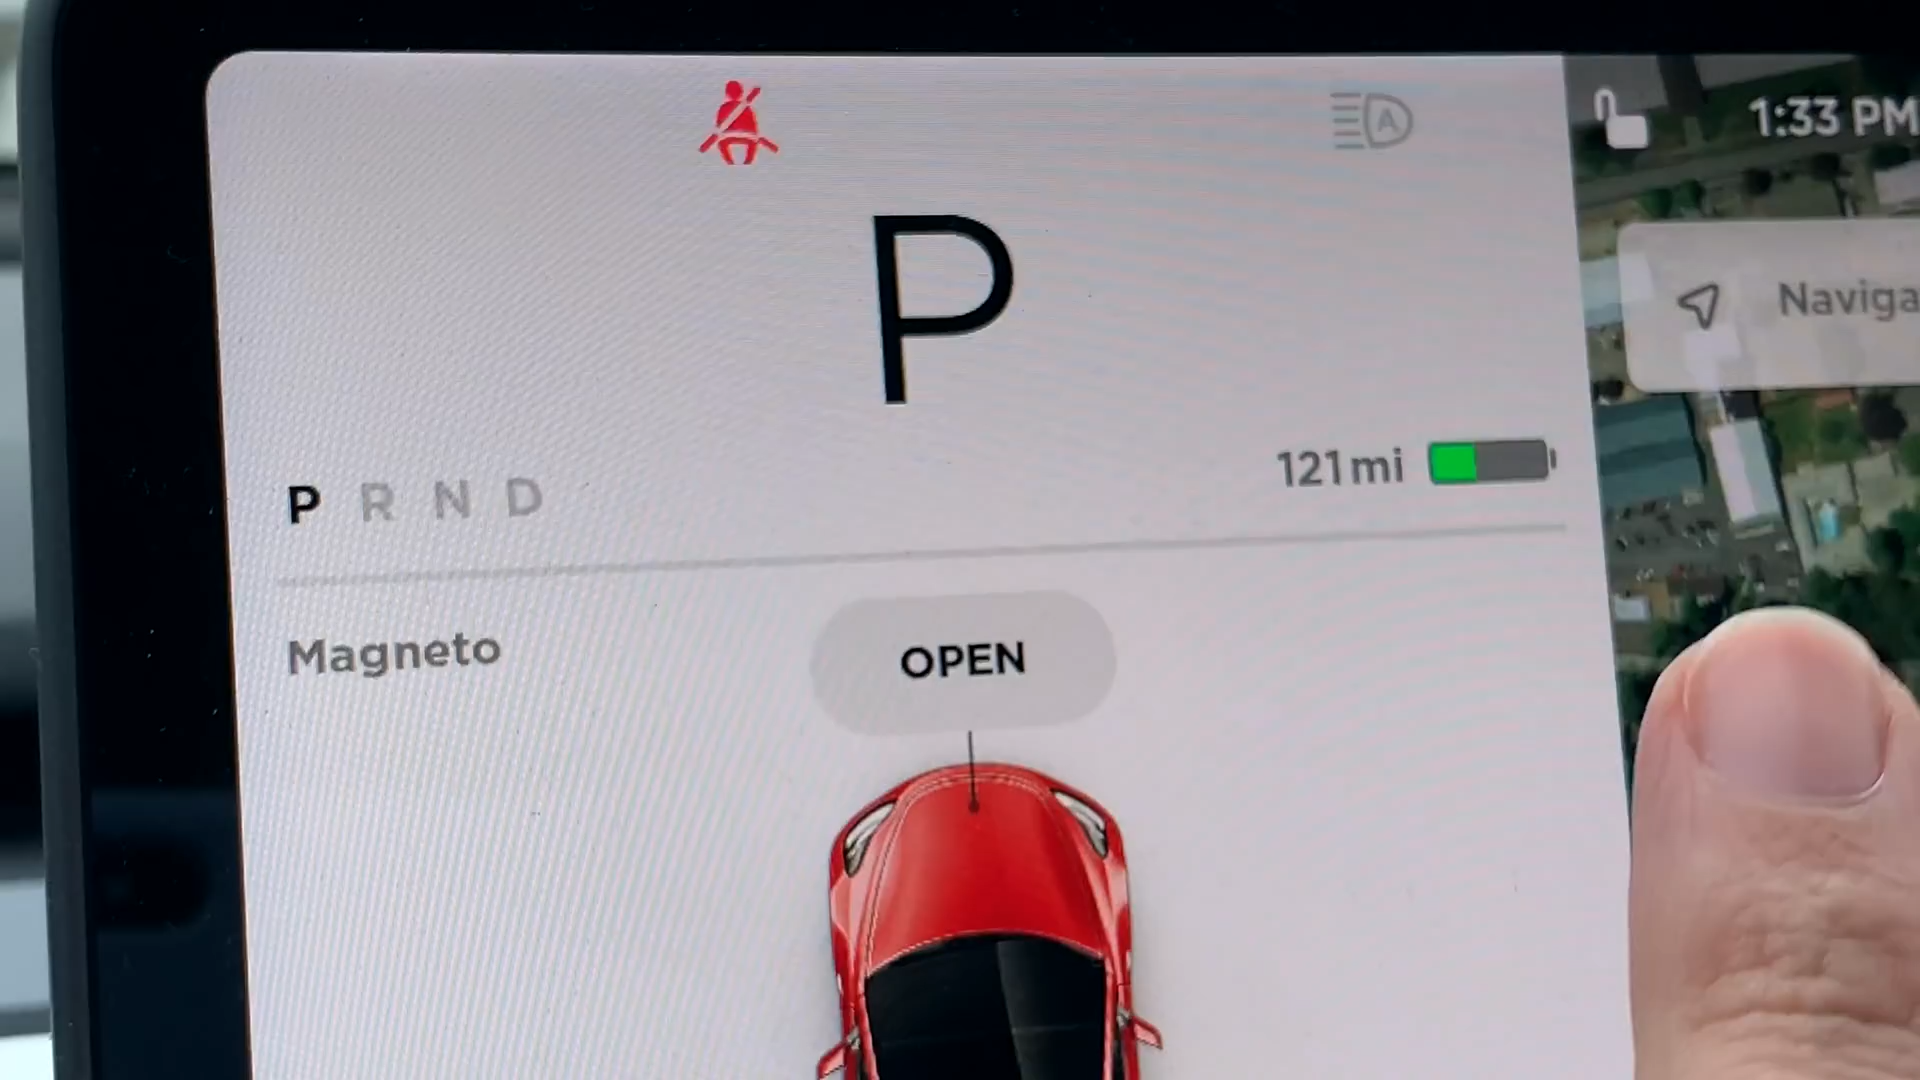 A
1:33 PM
P
Naviga
121 mi
P R N D
Magneto
OPEN